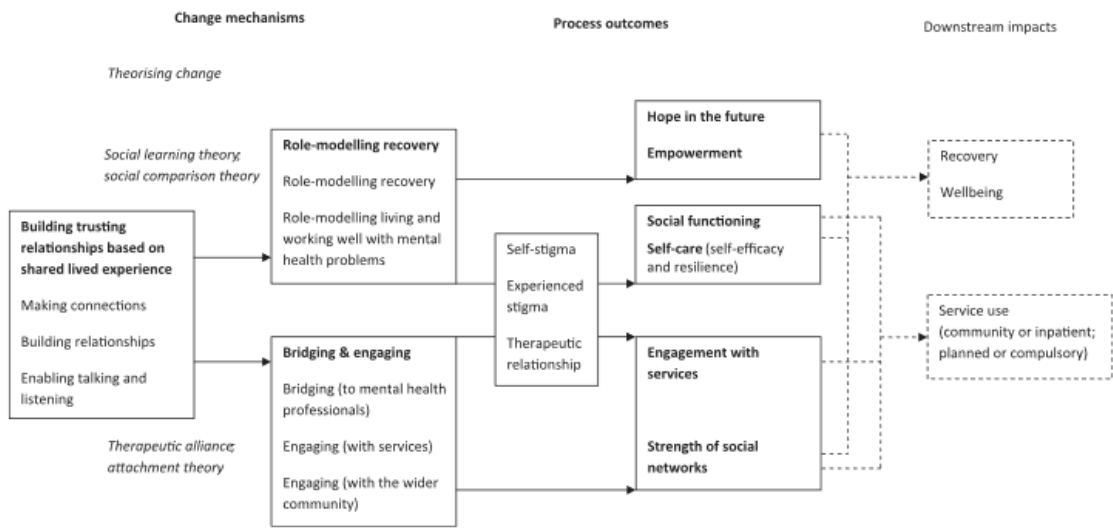 Change mechanisms
Process outcomes
Downstream impacts
Theorising change
Social learning theory;
social comparison theory
Building trusting
relationships based on
shared lived experience
Making connections
Building relationships
Enabling talking and
listening
Therapeutic alliance;
attachment theory
Role-modelling recovery
Role-modelling recovery
Role-modelling living and
working well with mental
health problems
Bridging & engaging
Bridging (to mental health
professionals)
Engaging (with services)
Engaging (with the wider
community)
Self-stigma
Experienced
stigma
Therapeutic
relationship
Hope in the future
Empowerment
Social functioning
Self-care (self-efficacy
and resilience)
Engagement with
services
Strength of social
networks
Recovery
Wellbeing
Service use
(community or inpatient;
planned or compulsory)